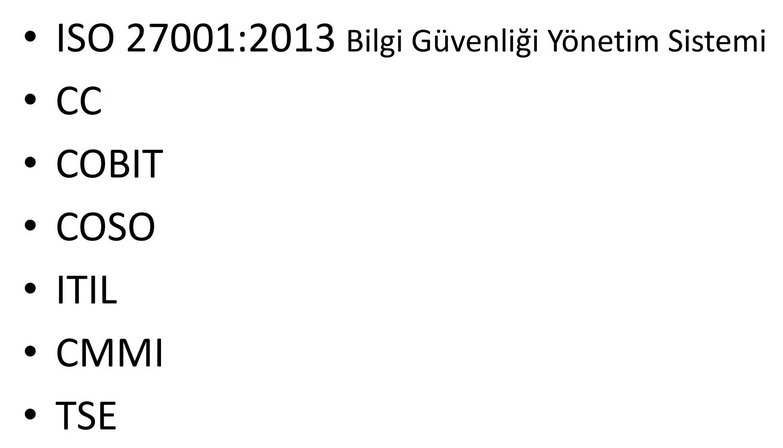 • ISO 27001:2013 Bilgi Güvenliği Yönetim Sistemi
• CC
• COBIT
• COSO
• ITIL
• CMMI
• TSE